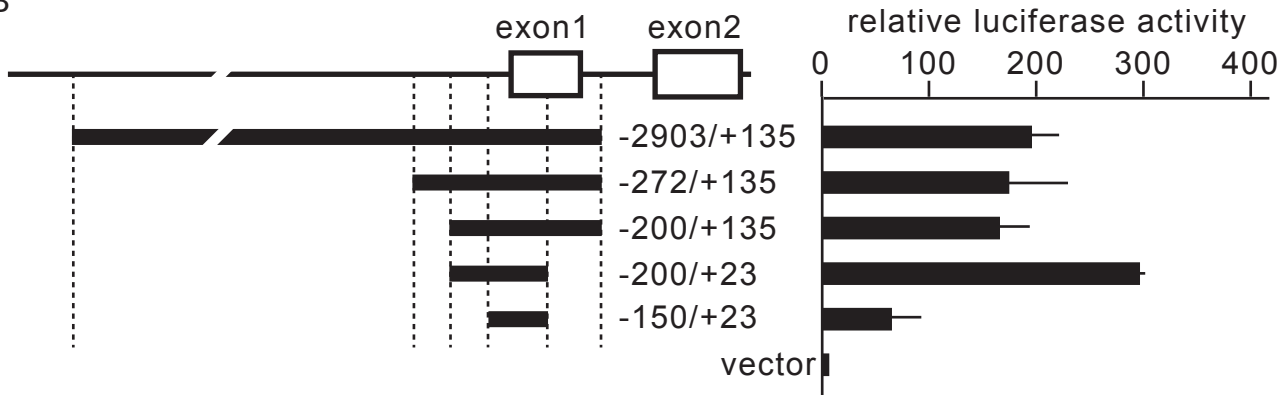 exon1 exon2 relative luciferase activity
0 100 200 300 400
-2903/+135
-272/+135
-200/+135
-200/+23
-150/+23
vector